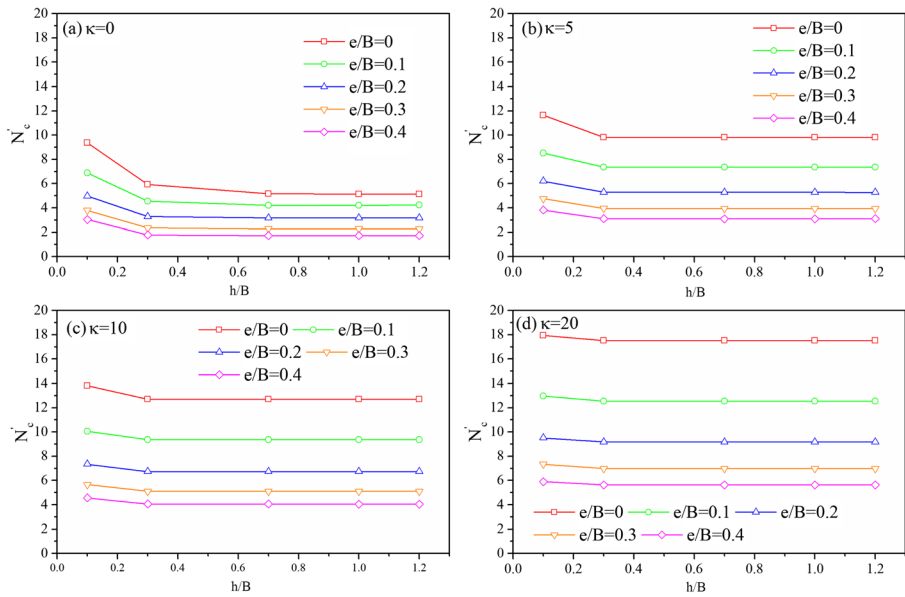 (a) κ=0
e/B=0
e/B=0.1
e/B=0.2
e/B=0.3
e/B=0.4
20
18
16
14
12
10
8
6
4
2
0
N'c
0.0 0.2 0.4 0.6 0.8 1.0 1.2
h/B
(b) κ=5
e/B=0
e/B=0.1
e/B=0.2
e/B=0.3
e/B=0.4
20
18
16
14
12
10
8
6
4
2
0
N'c
0.0 0.2 0.4 0.6 0.8 1.0 1.2
h/B
(c) κ=10
e/B=0 e/B=0.1
e/B=0.2 e/B=0.3
e/B=0.4
20
18
16
14
12
10
8
6
4
2
0
N'c
0.0 0.2 0.4 0.6 0.8 1.0 1.2
h/B
(d) κ=20
20
18
16
14
12
10
8
6
4
2
0
N'c
e/B=0 e/B=0.1 e/B=0.2
e/B=0.3 e/B=0.4
0.0 0.2 0.4 0.6 0.8 1.0 1.2
h/B